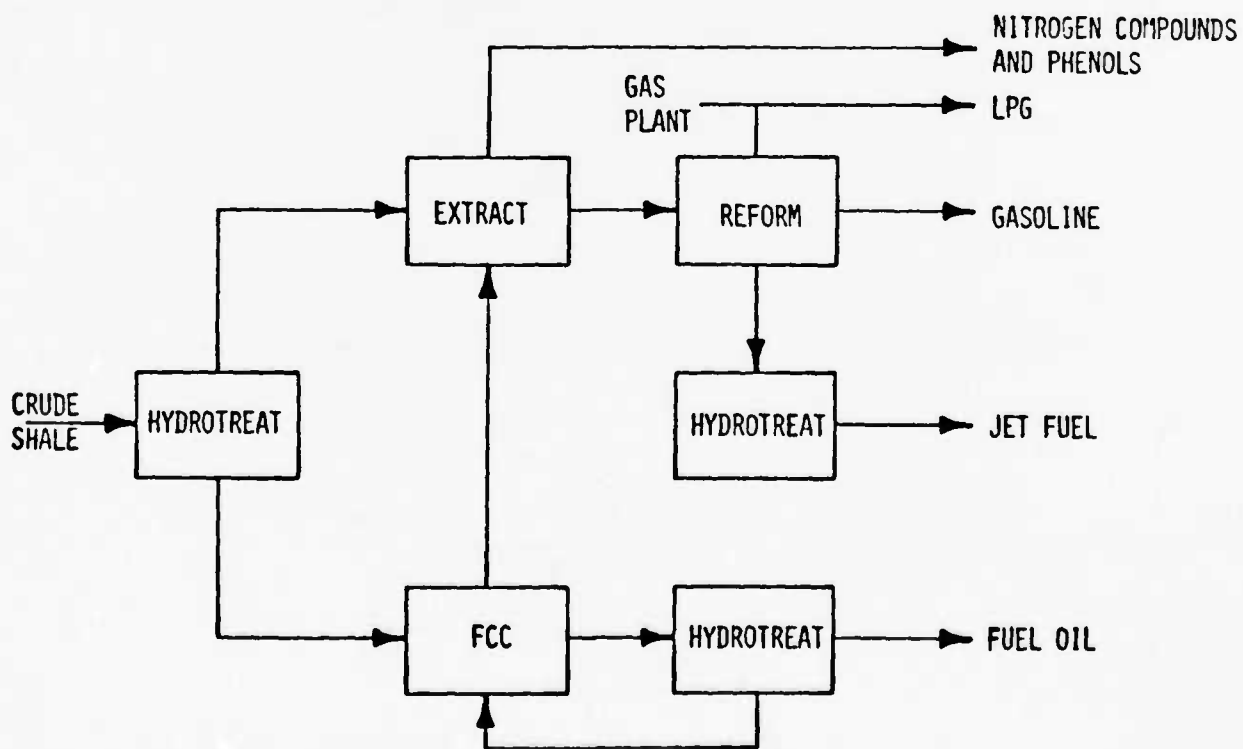 NITROGEN COMPOUNDS
AND PHENOLS
GAS
PLANT
LPG
EXTRACT
REFORM
GASOLINE
CRUDE
SHALE
HYDROTREAT
HYDROTREAT
JET FUEL
FCC
HYDROTREAT
FUEL OIL